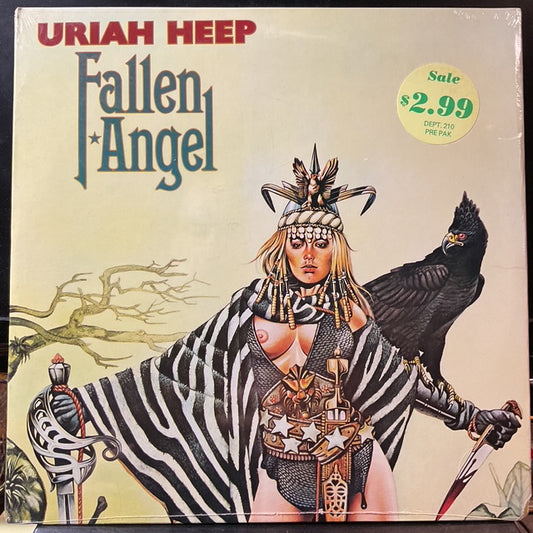 URIAH HEEP
Fallen
Angel
Sale
$2.99
DEPT. 210
PRE PAK